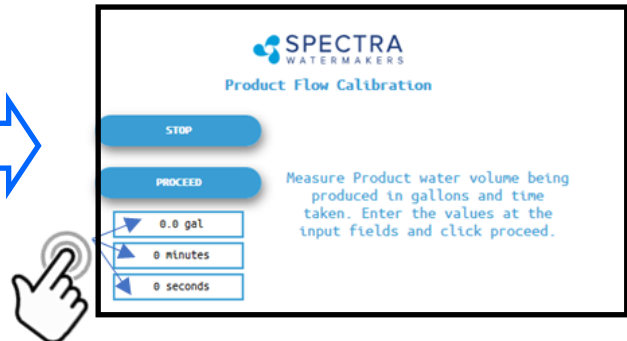 SPECTRA
WATERMAKERS
Product Flow Calibration
STOP
PROCEED
Measure Product water volume being
produced in gallons and time
taken. Enter the values at the
input fields and click proceed.
0.0 gal
0 minutes
0 seconds